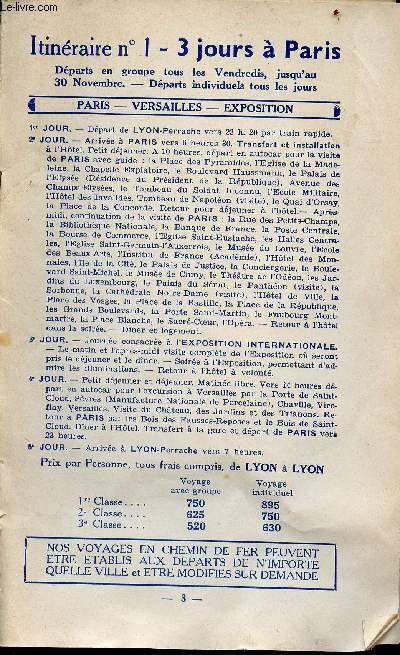 Itinéraire n° 1 - 3 jours à Paris
Départs en groupe tous les Vendredis, jusqu'au
30 Novembre. — Départs individuels tous les jours
PARIS — VERSAILLES — EXPOSITION
1er JOUR. — Départ de LYON-Perrache vers 23 h. 20 par train rapide.
2e JOUR. — Arrivée à PARIS vers 6 heures 30. Transfert et installation
à l'Hôtel. Petit déjeuner. A 10 heures, départ en autocar pour la visite
de PARIS avec guide : la Place des Pyramides, l'Eglise de la Made-
leine, la Chapelle Expiatoire, le Boulevard Haussmann, le Palais de
l'Elysée (Résidence du Président de la République), Avenue des
Champs-Elysées, le Tombeau du Soldat Inconnu, l'Ecole Militaire,
l'Hôtel des Invalides, Tombeau de Napoléon (visite), le Quai d'Orsay,
la Place de la Concorde. Retour pour déjeuner à l'hôtel. — Après-
midi, continuation de la visite de PARIS : la Rue des Petits-Champs,
la Bibliothèque Nationale, la Banque de France, la Poste Centrale,
la Bourse de Commerce, l'Eglise Saint-Eustache, les Halles Centra-
les, l'Eglise Saint-Germain-l'Auxerrois, le Musée du Louvre, l'Ecole
des Beaux Arts, l'Institut de France (Académie), l'Hôtel des Mon-
naies, l'Ile de la Cité, le Palais de Justice, la Conciergerie, le Boule-
vard Saint-Michel, le Musée de Cluny, le Théâtre de l'Odéon, les Jar-
dins du Luxembourg, le Palais du Sénat, le Panthéon (visite), la
Sorbonne, la Cathédrale Notre-Dame (visite), l'Hôtel de Ville, la
Place des Vosges, la Place de la Bastille, la Place de la République,
les Grands Boulevards, la Porte Saint-Martin, le Faubourg Mont-
martre, la Place Blanche, le Sacré-Cœur, l'Opéra. — Retour à l'hôtel
dans la soirée. — Dîner et logement.
3e JOUR. — Journée consacrée à l'EXPOSITION INTERNATIONALE.
— Le matin et l'après-midi visite complète de l'Exposition où seront
pris le déjeuner et le dîner. — Soirée à l'Exposition, permettant d'ad-
mirer les illuminations. — Retour à l'hôtel à volonté.
4e JOUR. — Petit déjeuner et déjeuner. Matinée libre. Vers 14 heures dé-
part en autocar pour l'excursion à Versailles par la Porte de Saint-
Cloud, Sèvres (Manufacture Nationale de Porcelaine), Chaville, Viro-
flay, Versailles. Visite du Château, des Jardins et des Trianons. Re-
tour à PARIS par les Bois des Fausses-Reposes et le Bois de Saint-
Cloud. Dîner à l'Hôtel. Transfert à la gare et départ de PARIS vers
22 heures.
5e JOUR. — Arrivée à LYON-Perrache vers 7 heures.
Prix par Personne, tous frais compris, de LYON à LYON
Voyage Voyage
avec groupe individuel
1re Classe.... 750 895
2e Classe.... 625 750
3e Classe.... 520 630
NOS VOYAGES EN CHEMIN DE FER PEUVENT
ETRE ETABLIS AUX DEPARTS DE N'IMPORTE
QUELLE VILLE et ETRE MODIFIES SUR DEMANDE
— 3 —